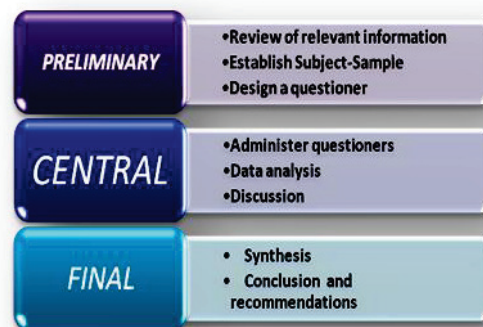 PRELIMINARY
•Review of relevant information
•Establish Subject-Sample
•Design a questioner
CENTRAL
•Administer questioners
•Data analysis
•Discussion
FINAL
• Synthesis
• Conclusion and
recommendations